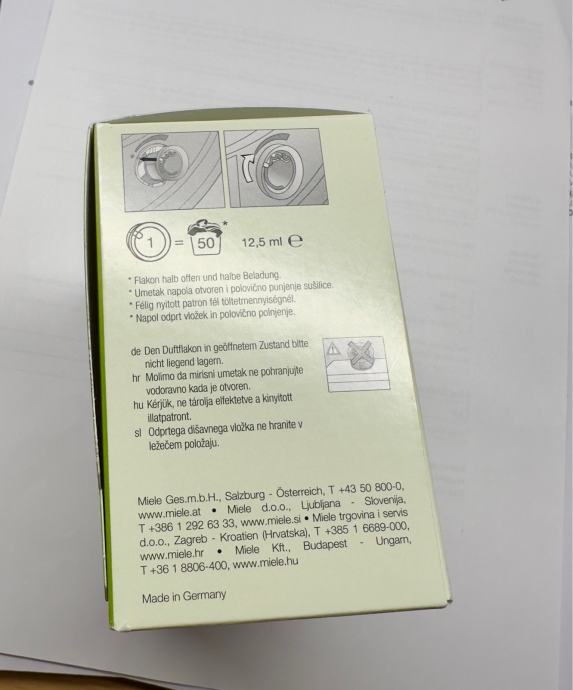 1 = 50* 12,5 ml ℮
* Flakon halb offen und halbe Beladung.
* Umetak napola otvoren i polovično punjenje sušilice.
* Félig nyitott patron fél töltetmennyiségnél.
* Napol odprt vložek in polovično polnjenje.
de Den Duftflakon in geöffnetem Zustand bitte
nicht liegend lagern.
hr Molimo da mirisni umetak ne pohranjujte
vodoravno kada je otvoren.
hu Kérjük, ne tárolja elfektetve a kinyitott
illatpatront.
sl Odprtega dišavnega vložka ne hranite v
ležečem položaju.
Miele Ges.m.b.H., Salzburg - Österreich, T +43 50 800-0,
www.miele.at • Miele d.o.o., Ljubljana - Slovenija,
T +386 1 292 63 33, www.miele.si • Miele trgovina i servis
d.o.o., Zagreb - Kroatien (Hrvatska), T +385 1 6689-000,
www.miele.hr • Miele Kft., Budapest - Ungarn,
T +36 1 8806-400, www.miele.hu
Made in Germany